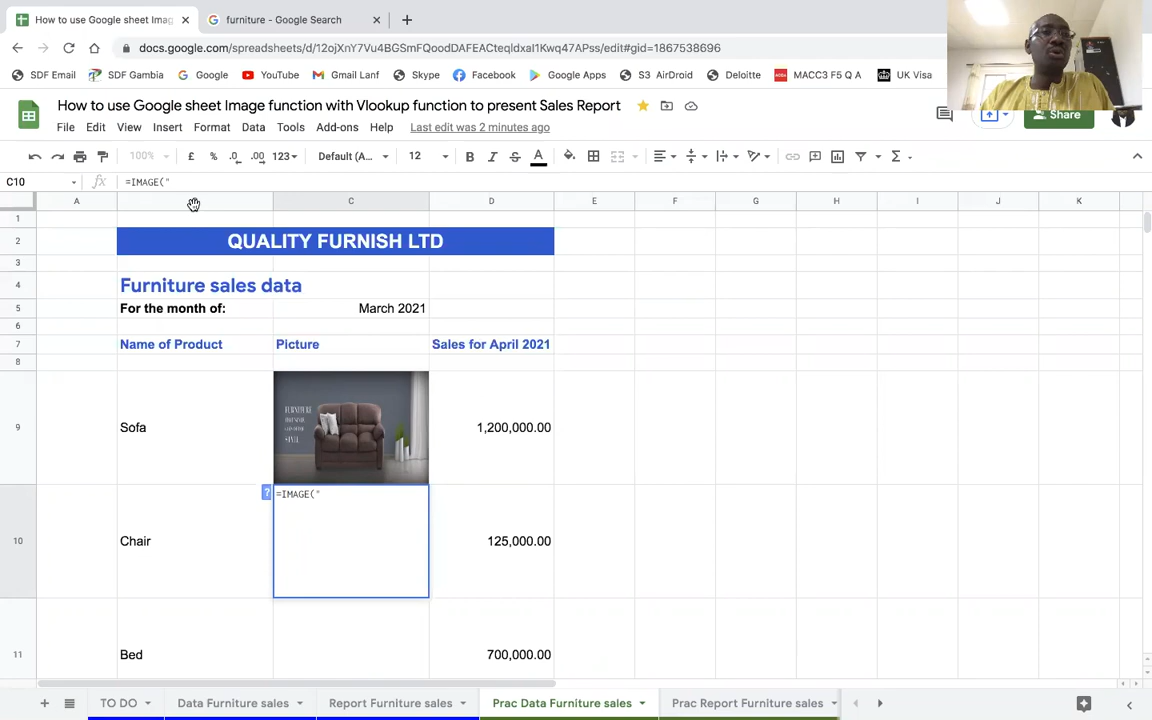 How to use Google sheet Imag
furniture - Google Search
docs.google.com/spreadsheets/d/12ojXnY7Vu4BGSmFQoodDAFEACteqldxal1Kwq47APss/edit#gid=1867538696
SDF Email
SDF Gambia
Google
YouTube
Gmail Lanf
Skype
Facebook
Google Apps
S3 AirDroid
Deloitte
MACC3 F5 Q A
UK Visa
How to use Google sheet Image function with Vlookup function to present Sales Report
File Edit View Insert Format Data Tools Add-ons Help Last edit was 2 minutes ago
Share
100% £ % .0 .00 123 Default (A... 12 B I S A Σ
C10 fx =IMAGE("
A C D E F G H I J K
1
2 QUALITY FURNISH LTD
3
4 Furniture sales data
5 For the month of: March 2021
6
7 Name of Product Picture Sales for April 2021
8
FURNITURE
STYLE
9 Sofa 1,200,000.00
? =IMAGE("
10 Chair 125,000.00
11 Bed 700,000.00
TO DO Data Furniture sales Report Furniture sales Prac Data Furniture sales Prac Report Furniture sales